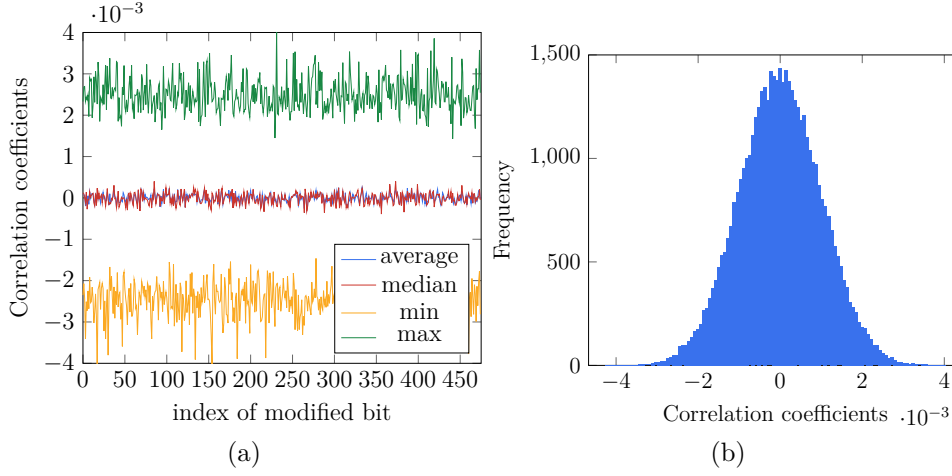 ·10−3
4
3
2
1
0
−1
−2
−3
−4
Correlation coefficients
average
median
min
max
0 50 100 150 200 250 300 350 400 450
index of modified bit
(a)
1,500
1,000
500
0
Frequency
−4 −2 0 2 4
Correlation coefficients ·10−3
(b)